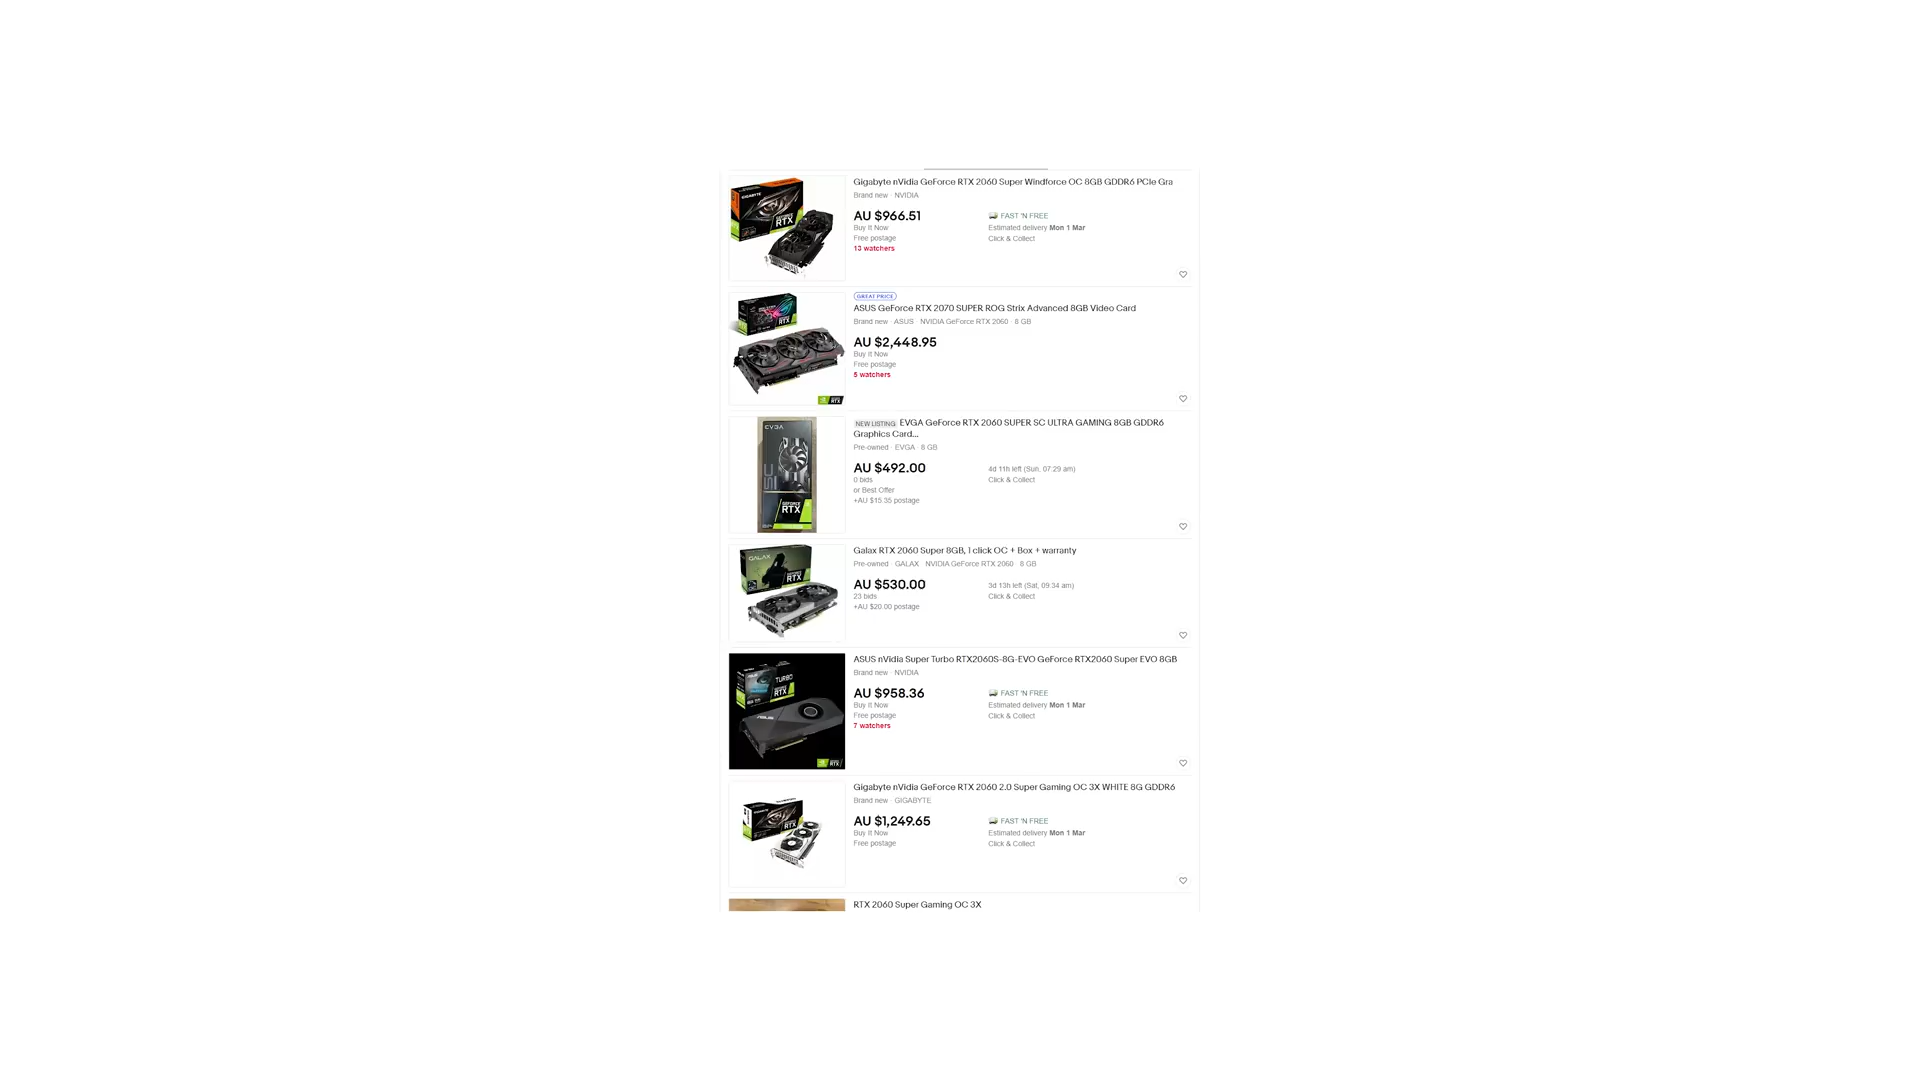 Gigabyte nVidia GeForce RTX 2060 Super Windforce OC 8GB GDDR6 PCIe Gra
Brand new · NVIDIA
AU $966.51
FAST 'N FREE
Buy It Now
Estimated delivery Mon 1 Mar
Free postage
Click & Collect
13 watchers
GREAT PRICE
ASUS GeForce RTX 2070 SUPER ROG Strix Advanced 8GB Video Card
Brand new · ASUS · NVIDIA GeForce RTX 2060 · 8 GB
AU $2,448.95
Buy It Now
Free postage
5 watchers
NEW LISTING EVGA GeForce RTX 2060 SUPER SC ULTRA GAMING 8GB GDDR6
Graphics Card...
Pre-owned · EVGA · 8 GB
AU $492.00
4d 11h left (Sun, 07:29 am)
0 bids
Click & Collect
or Best Offer
+AU $15.35 postage
EVGA
SC
GEFORCE
RTX
Galax RTX 2060 Super 8GB, 1 click OC + Box + warranty
Pre-owned · GALAX · NVIDIA GeForce RTX 2060 · 8 GB
AU $530.00
3d 13h left (Sat, 09:34 am)
23 bids
Click & Collect
+AU $20.00 postage
GALAX
RTX
ASUS nVidia Super Turbo RTX2060S-8G-EVO GeForce RTX2060 Super EVO 8GB
Brand new · NVIDIA
AU $958.36
FAST 'N FREE
Buy It Now
Estimated delivery Mon 1 Mar
Free postage
Click & Collect
7 watchers
TURBO
RTX
ASUS
RTX
Gigabyte nVidia GeForce RTX 2060 2.0 Super Gaming OC 3X WHITE 8G GDDR6
Brand new · GIGABYTE
AU $1,249.65
FAST 'N FREE
Buy It Now
Estimated delivery Mon 1 Mar
Free postage
Click & Collect
RTX
RTX 2060 Super Gaming OC 3X